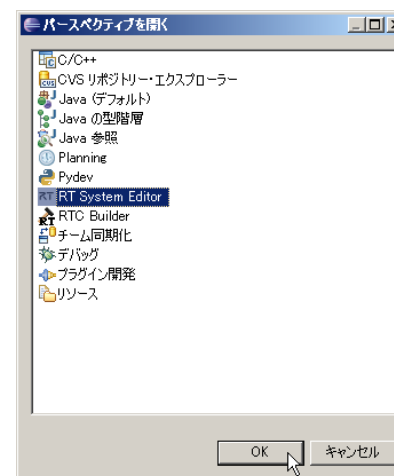 パースペクティブを開く
C/C++
CVS リポジトリー・エクスプローラー
Java (デフォルト)
Java の型階層
Java 参照
Planning
Pydev
RT System Editor
RTC Builder
チーム同期化
デバッグ
プラグイン開発
リソース
OK キャンセル